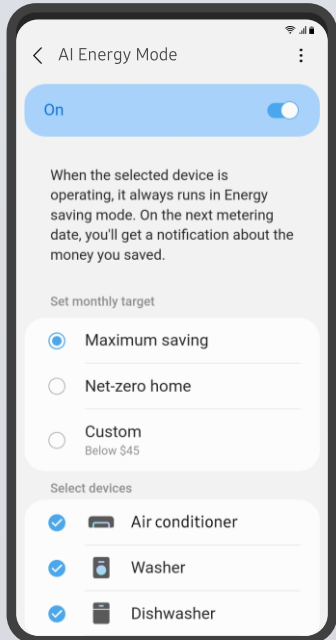 AI Energy Mode
On
When the selected device is
operating, it always runs in Energy
saving mode. On the next metering
date, you'll get a notification about the
money you saved.
Set monthly target
Maximum saving
Net-zero home
Custom
Below $45
Select devices
Air conditioner
Washer
Dishwasher